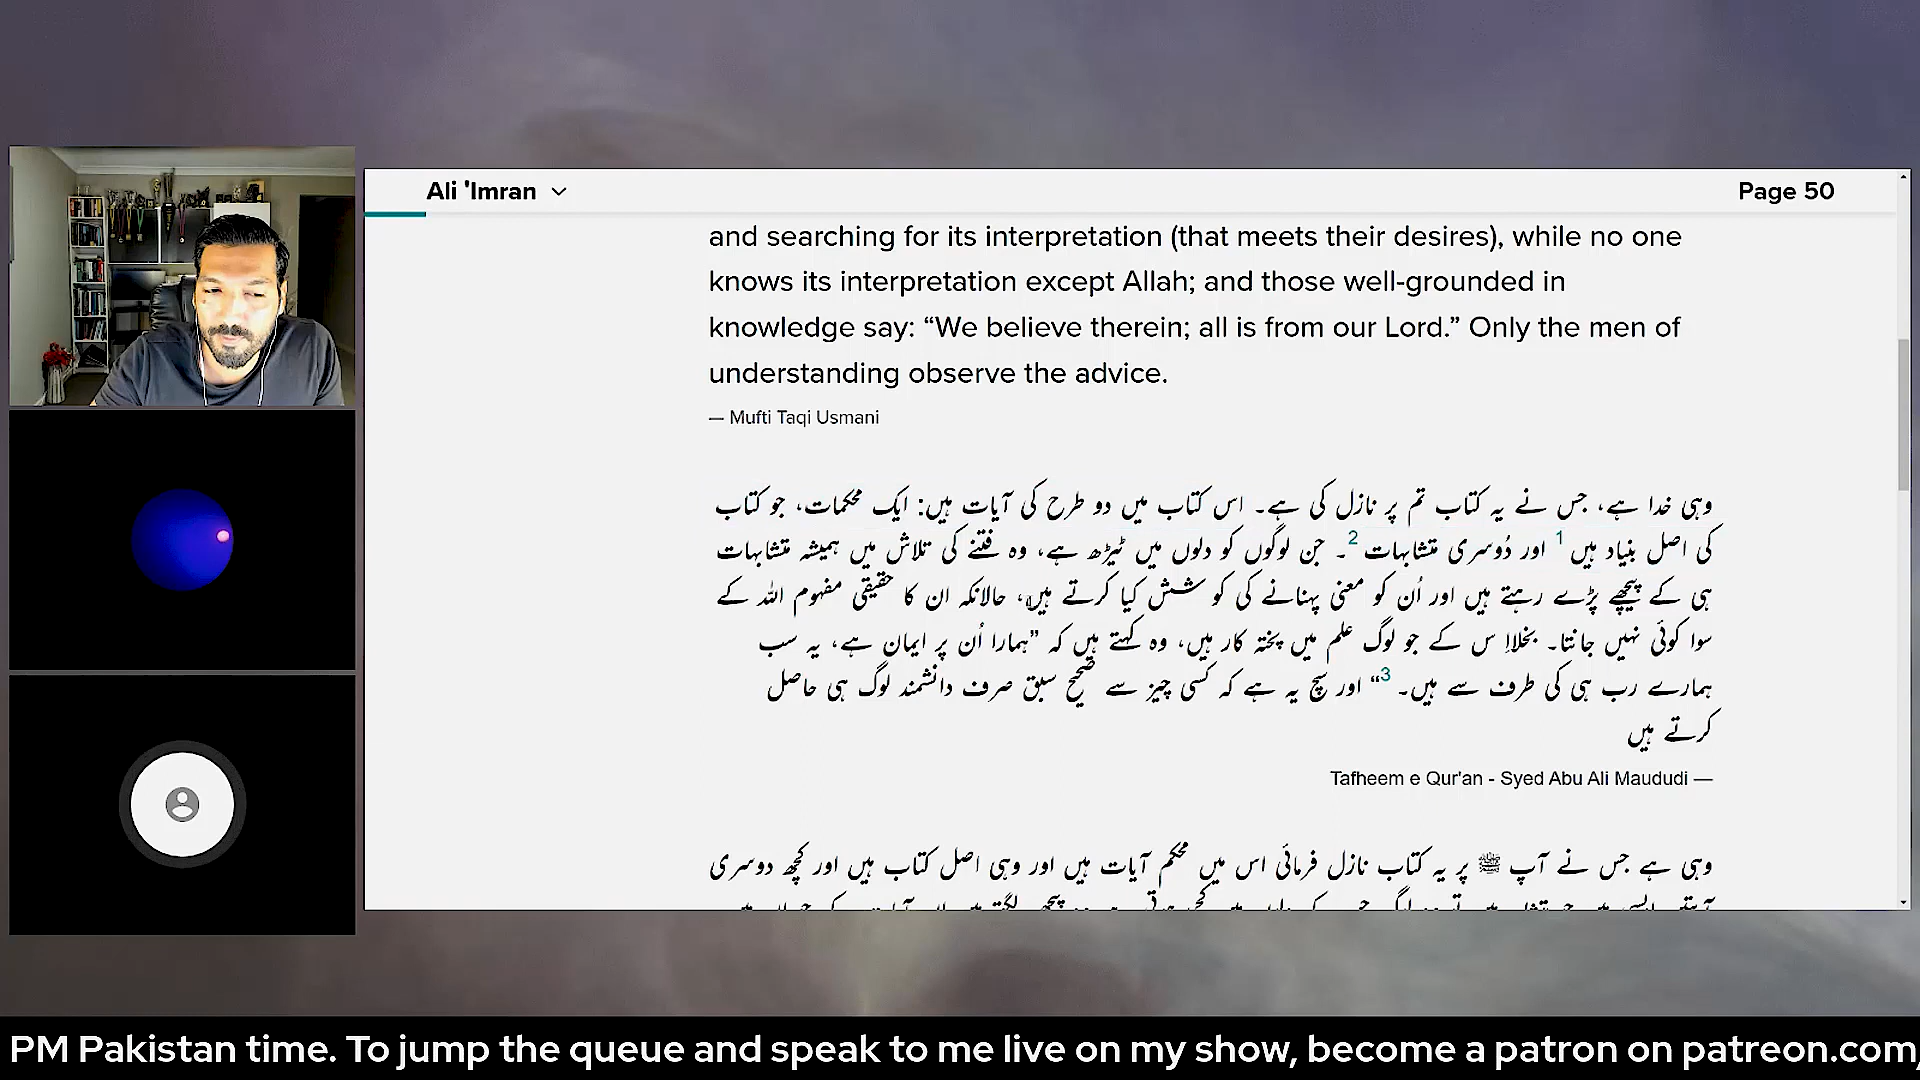 Ali 'Imran
Page 50
and searching for its interpretation (that meets their desires), while no one
knows its interpretation except Allah; and those well-grounded in
knowledge say: “We believe therein; all is from our Lord.” Only the men of
understanding observe the advice.
— Mufti Taqi Usmani
وہی خدا ہے، جس نے یہ کتاب تم پر نازل کی ہے۔ اس کتاب میں دو طرح کی آیات ہیں: ایک محکمات، جو کتاب
کی اصل بنیاد ہیں 1 اور دُوسری متشابہات 2۔ جن لوگوں کو دلوں میں ٹیڑھ ہے، وہ فتنے کی تلاش میں ہمیشہ متشابہات
ہی کے پیچھے پڑے رہتے ہیں اور اُن کو معنی پہنانے کی کو شش کیا کرتے ہیں، حالانکہ ان کا حقیقی مفہوم اللہ کے
سوا کوئی نہیں جانتا۔ بخلاا س کے جو لوگ علم میں پختہ کار ہیں، وہ کہتے ہیں کہ ”ہمارا اُن پر ایمان ہے، یہ سب
ہمارے رب ہی کی طرف سے ہیں۔ 3“ اور سچ یہ ہے کہ کسی چیز سے صحیح سبق صرف دانشمند لوگ ہی حاصل
کرتے ہیں
Tafheem e Qur'an - Syed Abu Ali Maududi —
وہی ہے جس نے آپ ﷺ پر یہ کتاب نازل فرمائی اس میں محکم آیات ہیں اور وہی اصل کتاب ہیں اور کچھ دوسری
PM Pakistan time. To jump the queue and speak to me live on my show, become a patron on patreon.com,